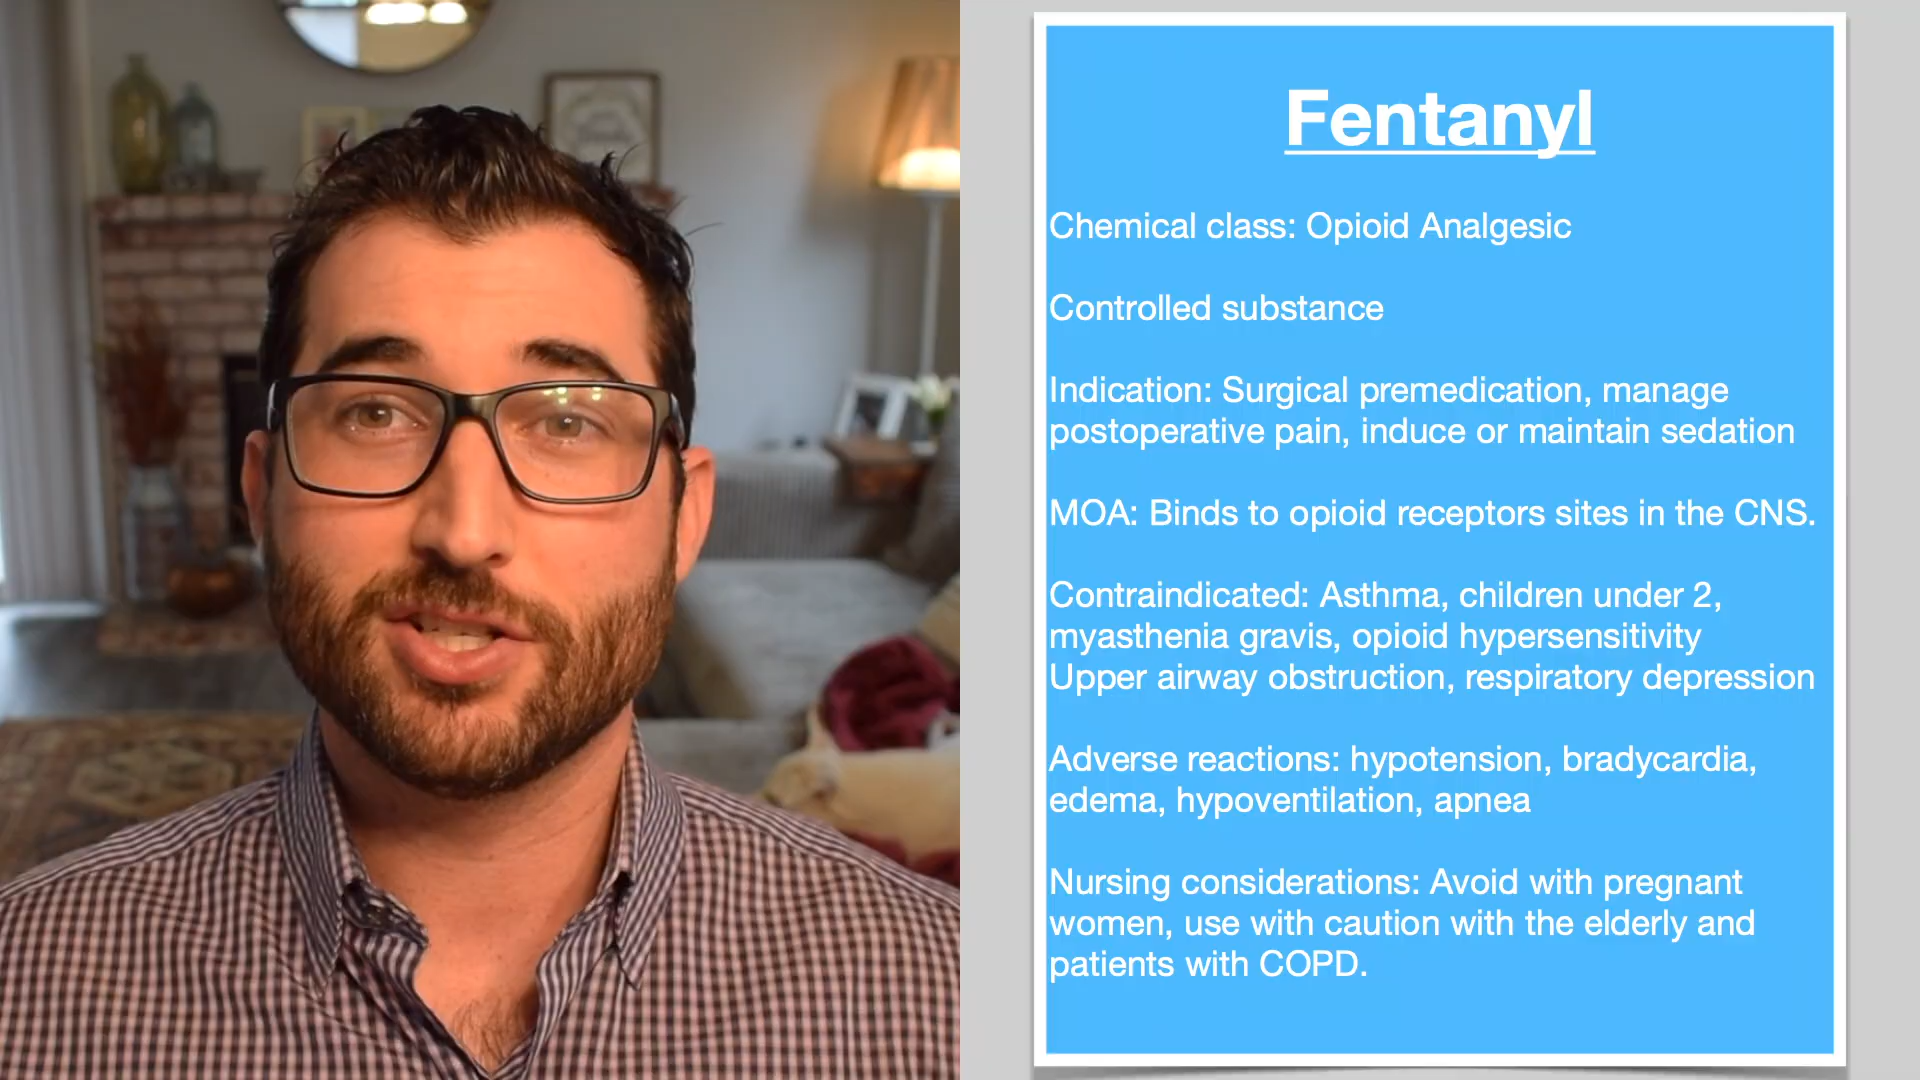 Fentanyl
Chemical class: Opioid Analgesic
Controlled substance
Indication: Surgical premedication, manage
postoperative pain, induce or maintain sedation
MOA: Binds to opioid receptors sites in the CNS.
Contraindicated: Asthma, children under 2,
myasthenia gravis, opioid hypersensitivity
Upper airway obstruction, respiratory depression
Adverse reactions: hypotension, bradycardia,
edema, hypoventilation, apnea
Nursing considerations: Avoid with pregnant
women, use with caution with the elderly and
patients with COPD.